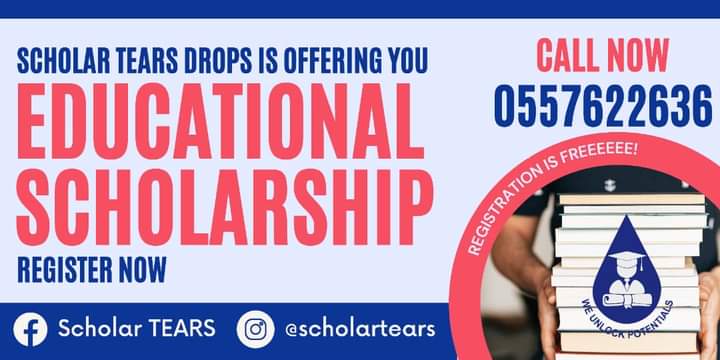 SCHOLAR TEARS DROPS IS OFFERING YOU
EDUCATIONAL
SCHOLARSHIP
REGISTER NOW
CALL NOW
0557622636
REGISTRATION IS FREEEEEE!
WE UNLOCK POTENTIALS
Scholar TEARS
@scholartears